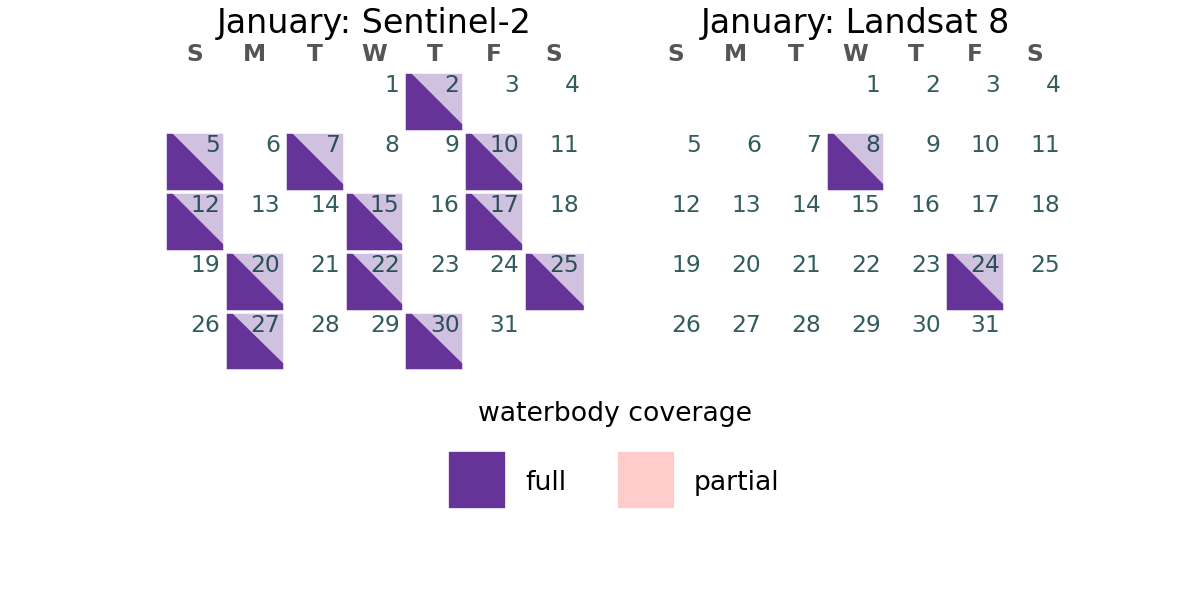 January: Sentinel-2
S M T W T F S
1 2 3 4
5 6 7 8 9 10 11
12 13 14 15 16 17 18
19 20 21 22 23 24 25
26 27 28 29 30 31
January: Landsat 8
S M T W T F S
1 2 3 4
5 6 7 8 9 10 11
12 13 14 15 16 17 18
19 20 21 22 23 24 25
26 27 28 29 30 31
waterbody coverage
full partial